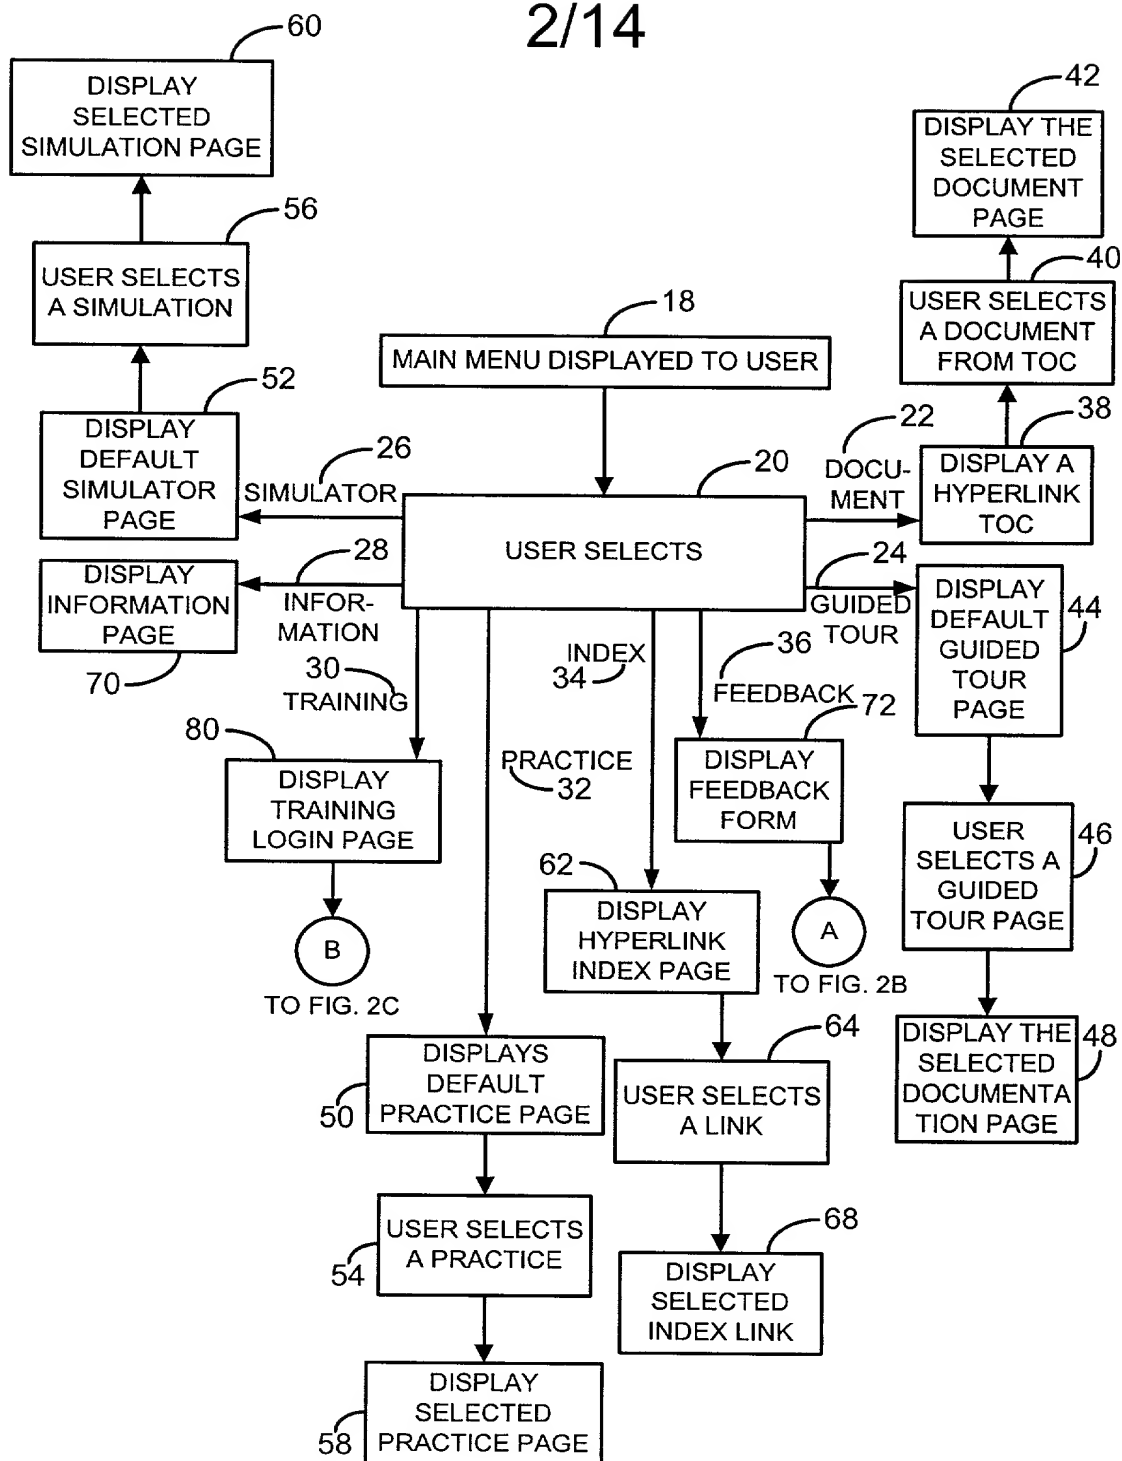 2/14
60
DISPLAY
SELECTED
SIMULATION PAGE
56
USER SELECTS
A SIMULATION
52
DISPLAY
DEFAULT
SIMULATOR
PAGE
26
SIMULATOR
28
INFOR-
MATION
DISPLAY
INFORMATION
PAGE
70
18
MAIN MENU DISPLAYED TO USER
20
USER SELECTS
42
DISPLAY THE
SELECTED
DOCUMENT
PAGE
40
USER SELECTS
A DOCUMENT
FROM TOC
38
DISPLAY A
HYPERLINK
TOC
22
DOCU-
MENT
24
GUIDED
TOUR
DISPLAY
DEFAULT
GUIDED
TOUR
PAGE
44
USER
SELECTS A
GUIDED
TOUR PAGE
46
DISPLAY THE
SELECTED
DOCUMENTA
TION PAGE
48
30
TRAINING
80
DISPLAY
TRAINING
LOGIN PAGE
B
TO FIG. 2C
PRACTICE
32
DISPLAYS
DEFAULT
PRACTICE PAGE
50
USER SELECTS
A PRACTICE
54
DISPLAY
SELECTED
PRACTICE PAGE
58
INDEX
34
62
DISPLAY
HYPERLINK
INDEX PAGE
64
USER SELECTS
A LINK
68
DISPLAY
SELECTED
INDEX LINK
36
FEEDBACK
72
DISPLAY
FEEDBACK
FORM
A
TO FIG. 2B